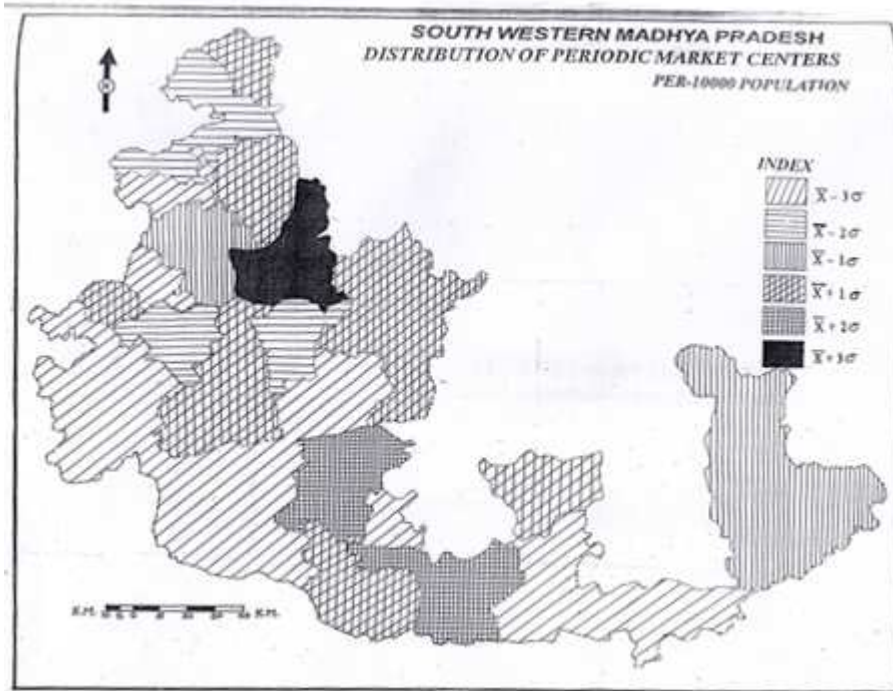 SOUTH WESTERN MADHYA PRADESH
DISTRIBUTION OF PERIODIC MARKET CENTERS
PER-10000 POPULATION
INDEX
X̅ - 3σ
X̅ - 2σ
X̅ - 1σ
X̅ + 1σ
X̅ + 2σ
X̅ + 3σ
K.M. K.M.